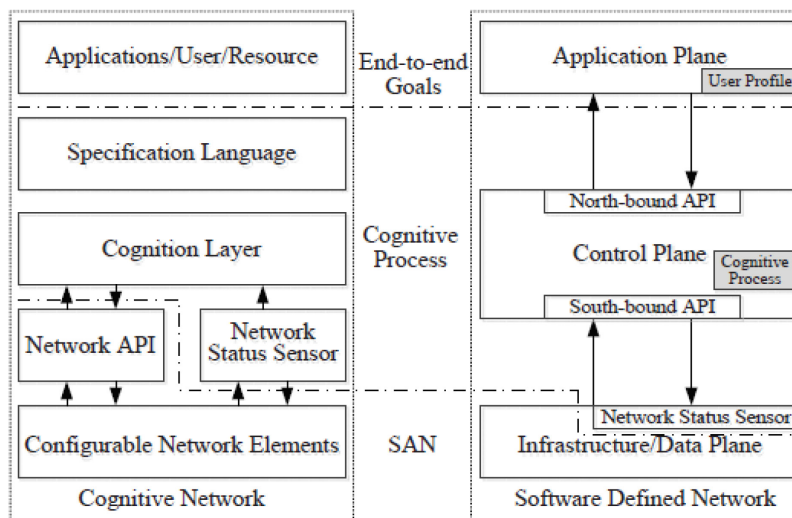 Applications/User/Resource
End-to-end
Goals
Application Plane
User Profile
Specification Language
North-bound API
Cognition Layer
Cognitive
Process
Control Plane
Cognitive
Process
South-bound API
Network API
Network
Status Sensor
Network Status Sensor
Configurable Network Elements
SAN
Infrastructure/Data Plane
Cognitive Network
Software Defined Network